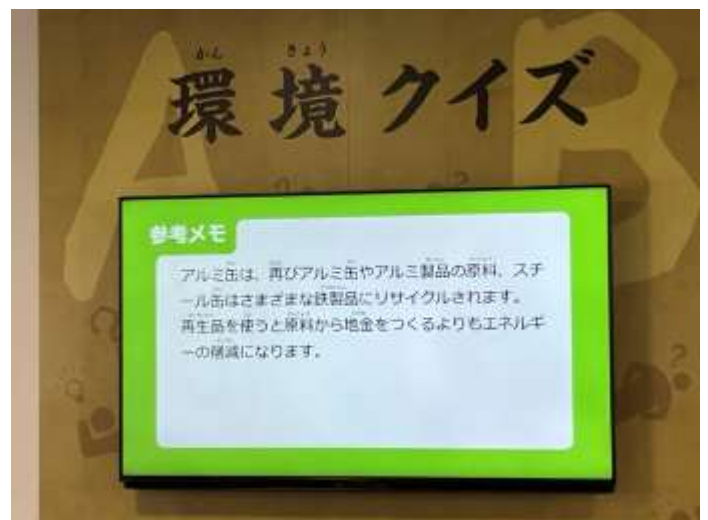 環境クイズ
A B
参考メモ
アルミ缶は、再びアルミ缶やアルミ製品の原料、スチ
ール缶はさまざまな鉄製品にリサイクルされます。
再生品を使うと原料から地金をつくるよりもエネルギ
ーの削減になります。